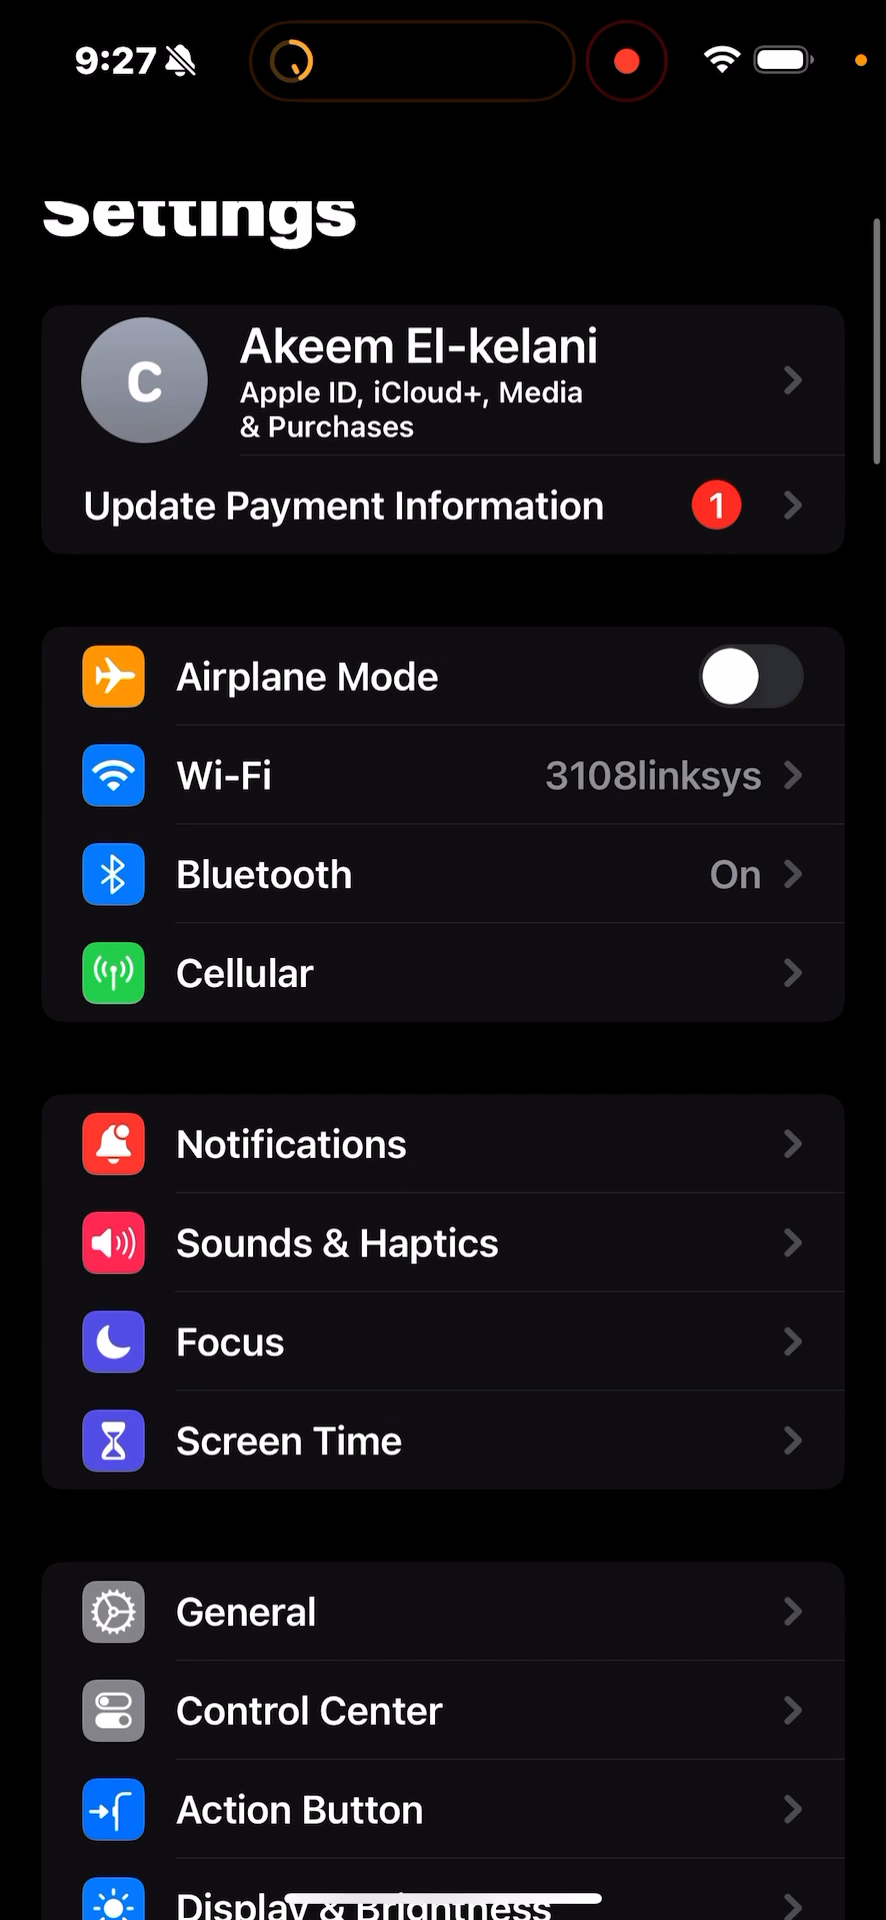 9:27
Settings
C
Akeem El-kelani
Apple ID, iCloud+, Media
& Purchases
Update Payment Information
1
Airplane Mode
Wi-Fi
3108linksys
Bluetooth
On
Cellular
Notifications
Sounds & Haptics
Focus
Screen Time
General
Control Center
Action Button
Display & Brightness